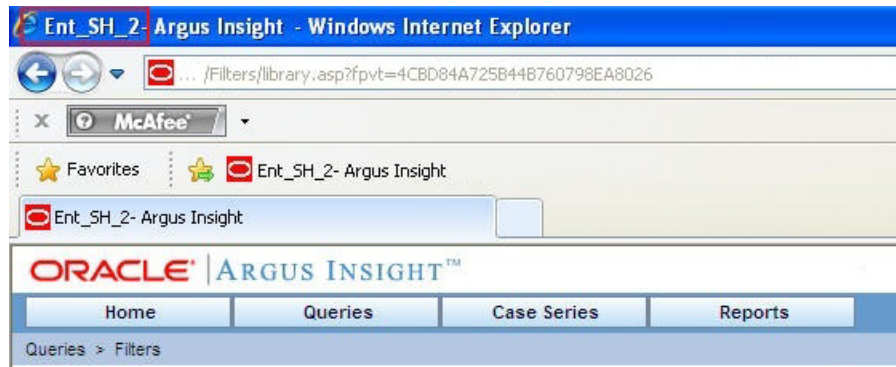 Ent_SH_2- Argus Insight - Windows Internet Explorer
... /Filters/library.asp?fpvt=4CBD84A725B44B760798EA8026
X McAfee
Favorites Ent_SH_2- Argus Insight
Ent_SH_2- Argus Insight
ORACLE | ARGUS INSIGHT™
Home Queries Case Series Reports
Queries > Filters